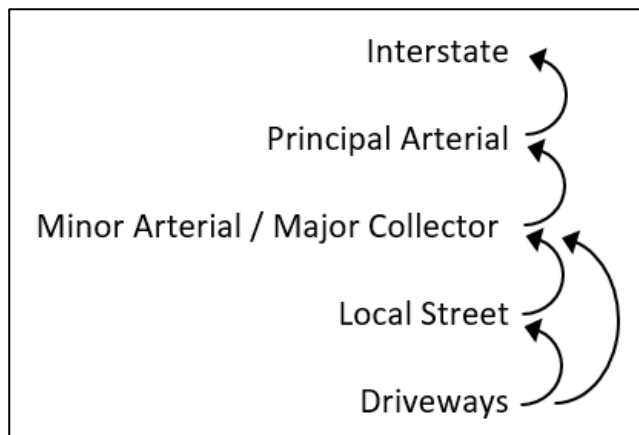 Interstate
Principal Arterial
Minor Arterial / Major Collector
Local Street
Driveways